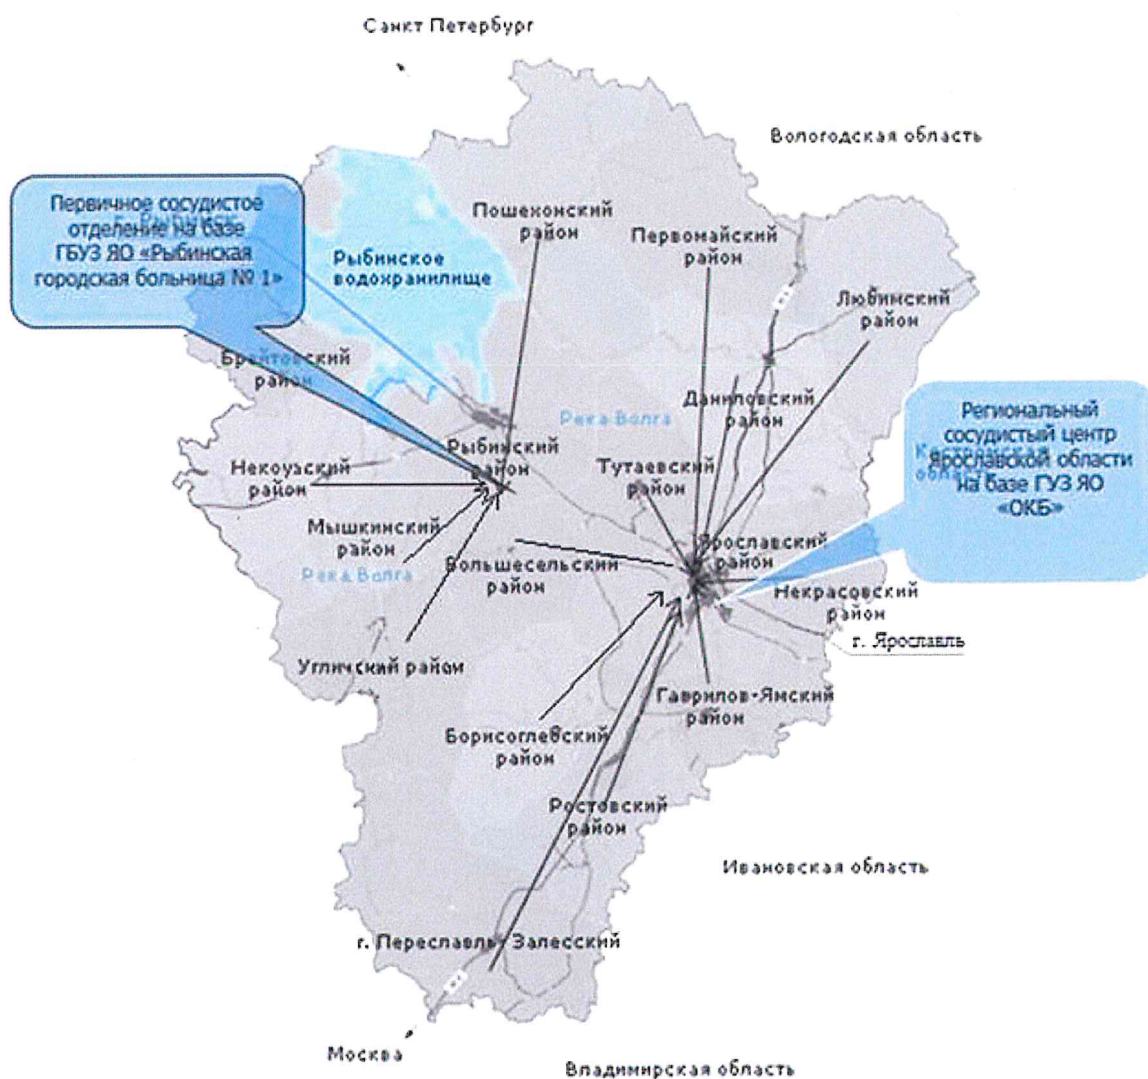 Санкт Петербург
Вологодская область
Первичное сосудистое
отделение на базе
ГБУЗ ЯО «Рыбинская
городская больница № 1»
г. Рыбинск
Пошехонский
район
Первомайский
район
Рыбинское
водохранилище
Любимский
район
Брейтовский
район
Даниловский
район
Региональный
сосудистый центр
Ярославской области
на базе ГУЗ ЯО
«ОКБ»
Река Волга
Рыбинский
район
Некоузский
район
Тутаевский
район
Мышкинский
район
Ярославский
район
Большесельский
район
Река Волга
Некрасовский
район
г. Ярославль
Угличский район
Гаврилов-Ямский
район
Борисоглебский
район
Ростовский
район
Ивановская область
г. Переславль Залесский
Москва
Владимирская область